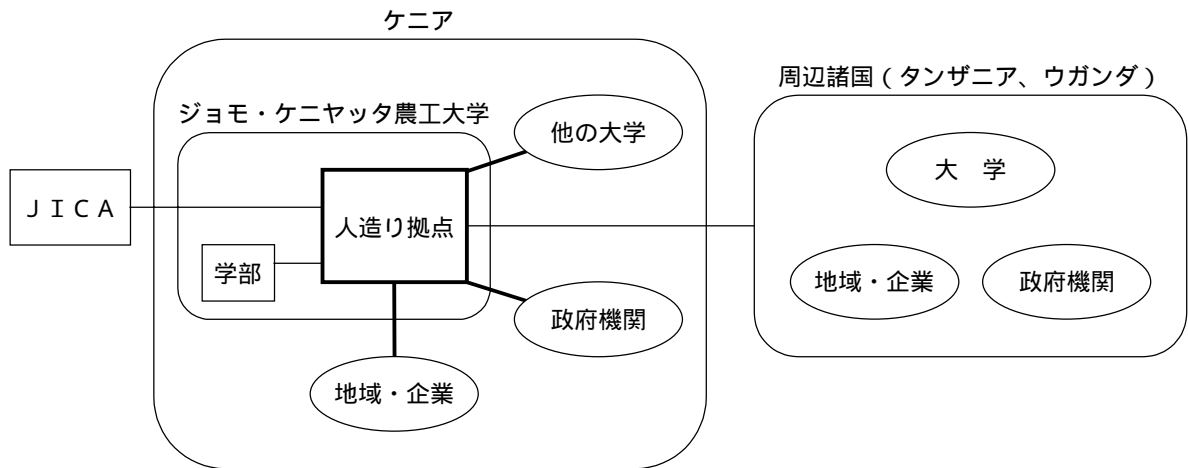 ケニア
周辺諸国(タンザニア、ウガンダ)
ジョモ・ケニヤッタ農工大学
他の大学
大 学
JICA
人造り拠点
学部
地域・企業
政府機関
政府機関
地域・企業